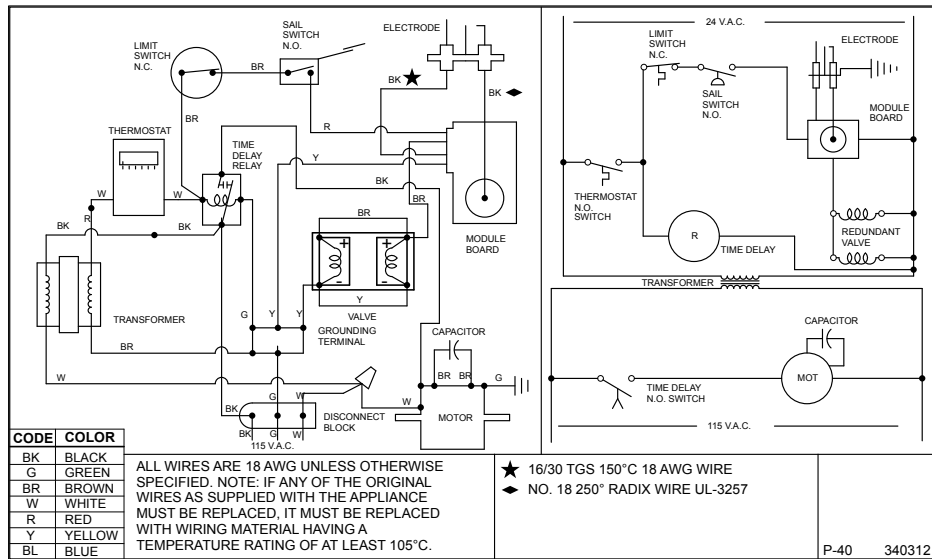 LIMIT
SWITCH
N.C.
SAIL
SWITCH
N.O.
ELECTRODE
BR
BK ★
BK ◆
BR
R
THERMOSTAT
TIME
DELAY
RELAY
Y
BK
W
W
R
BR
BK
BK
BR
MODULE
BOARD
TRANSFORMER
G
Y
Y
Y
VALVE
GROUNDING
TERMINAL
BR
CAPACITOR
W
BR
BR
G
W
G
W
BK
DISCONNECT
BLOCK
MOTOR
BK
G
W
115 V.A.C.
24 V.A.C.
LIMIT
SWITCH
N.C.
ELECTRODE
SAIL
SWITCH
N.O.
MODULE
BOARD
THERMOSTAT
N.O.
SWITCH
R
TIME DELAY
REDUNDANT
VALVE
TRANSFORMER
CAPACITOR
MOT
TIME DELAY
N.O. SWITCH
115 V.A.C.
CODE COLOR
BK BLACK
G GREEN
BR BROWN
W WHITE
R RED
Y YELLOW
BL BLUE
ALL WIRES ARE 18 AWG UNLESS OTHERWISE
SPECIFIED. NOTE: IF ANY OF THE ORIGINAL
WIRES AS SUPPLIED WITH THE APPLIANCE
MUST BE REPLACED, IT MUST BE REPLACED
WITH WIRING MATERIAL HAVING A
TEMPERATURE RATING OF AT LEAST 105°C.
★ 16/30 TGS 150°C 18 AWG WIRE
◆ NO. 18 250° RADIX WIRE UL-3257
P-40 340312